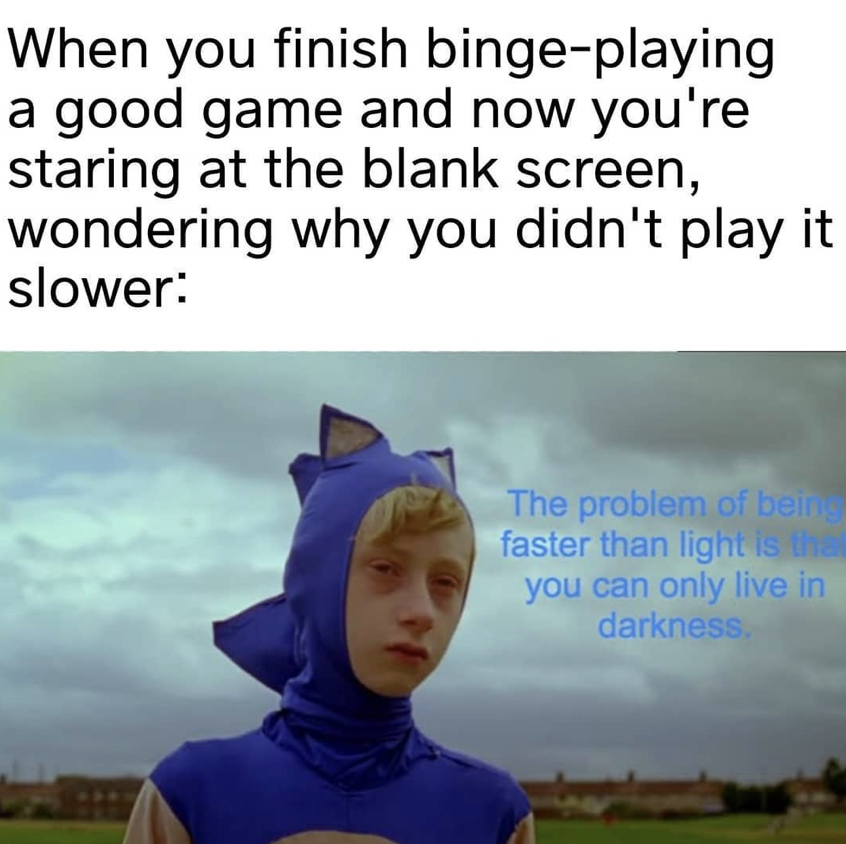 When you finish binge-playing
a good game and now you're
staring at the blank screen,
wondering why you didn't play it
slower:
The problem of being
faster than light is that
you can only live in
darkness.